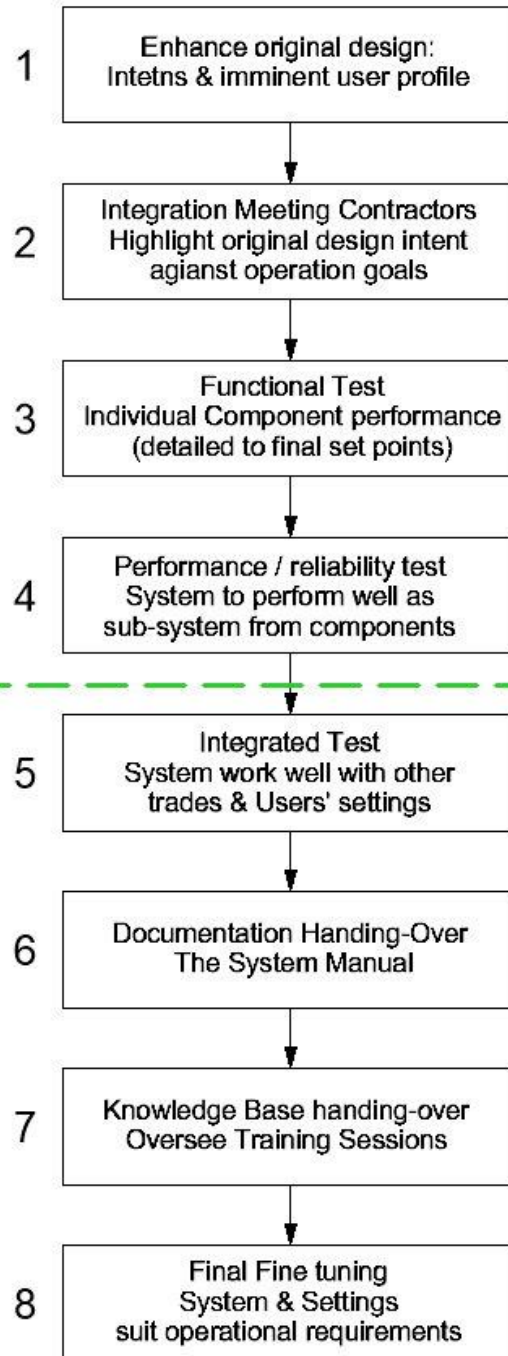 1
Enhance original design:
Intetns & imminent user profile
2
Integration Meeting Contractors
Highlight original design intent
agianst operation goals
3
Functional Test
Individual Component performance
(detailed to final set points)
4
Performance / reliability test
System to perform well as
sub-system from components
5
Integrated Test
System work well with other
trades & Users' settings
6
Documentation Handing-Over
The System Manual
7
Knowledge Base handing-over
Oversee Training Sessions
8
Final Fine tuning
System & Settings
suit operational requirements